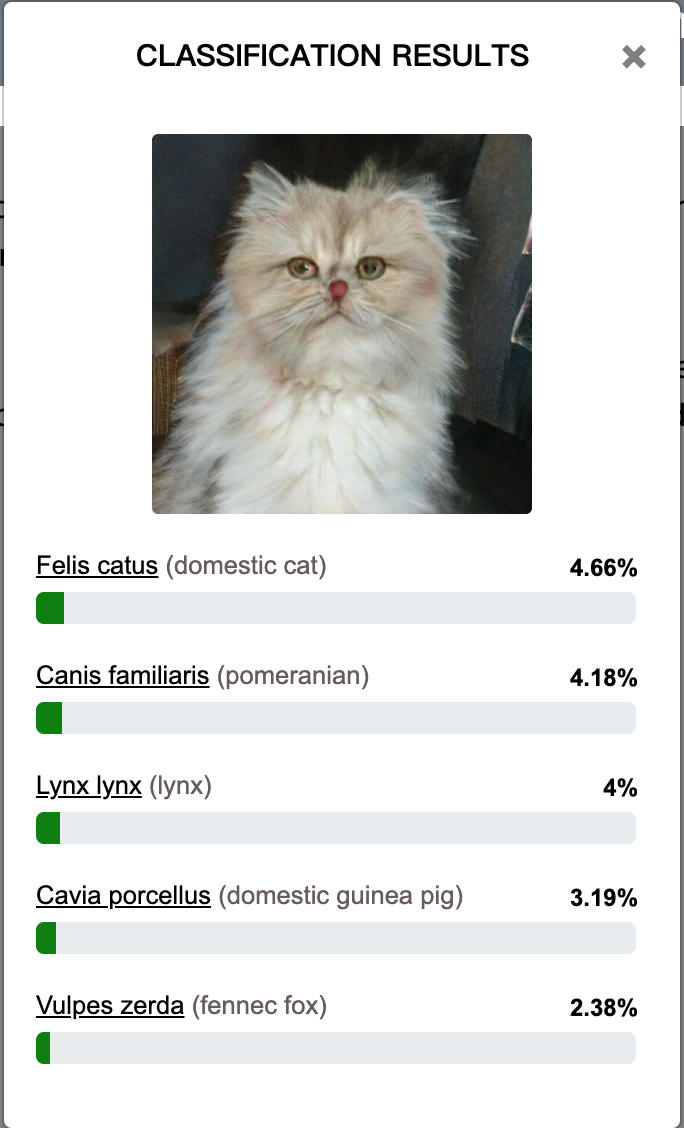 CLASSIFICATION RESULTS
Felis catus (domestic cat) 4.66%
Canis familiaris (pomeranian) 4.18%
Lynx lynx (lynx) 4%
Cavia porcellus (domestic guinea pig) 3.19%
Vulpes zerda (fennec fox) 2.38%